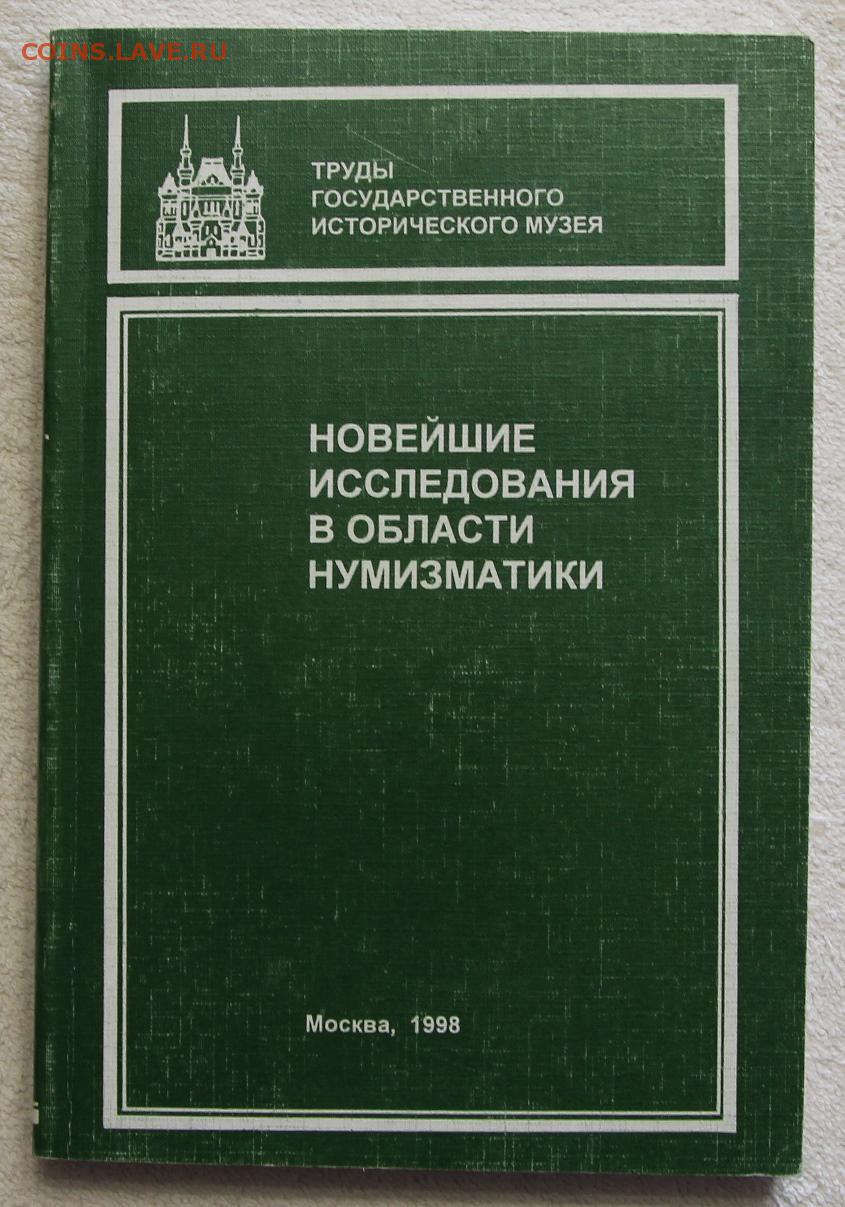 COINS.LAVE.RU
ТРУДЫ
ГОСУДАРСТВЕННОГО
ИСТОРИЧЕСКОГО МУЗЕЯ
НОВЕЙШИЕ
ИССЛЕДОВАНИЯ
В ОБЛАСТИ
НУМИЗМАТИКИ
Москва, 1998